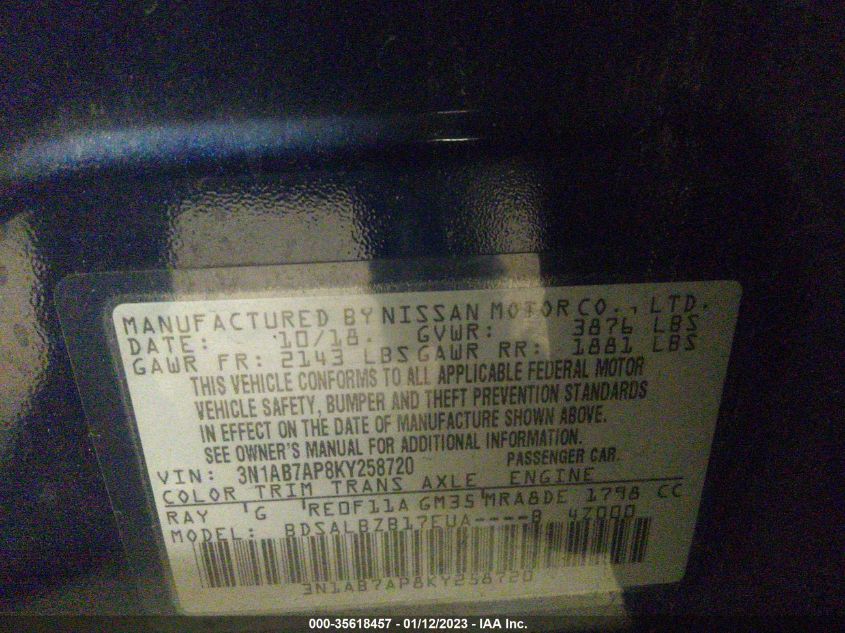 MANUFACTURED BY NISSAN MOTOR CO., LTD.
DATE: 10/18. GVWR: 3876 LBS
GAWR FR: 2143 LBS GAWR RR: 1881 LBS
THIS VEHICLE CONFORMS TO ALL APPLICABLE FEDERAL MOTOR
VEHICLE SAFETY, BUMPER AND THEFT PREVENTION STANDARDS
IN EFFECT ON THE DATE OF MANUFACTURE SHOWN ABOVE.
SEE OWNER'S MANUAL FOR ADDITIONAL INFORMATION.
VIN: 3N1AB7AP8KY258720 PASSENGER CAR.
COLOR TRIM TRANS AXLE ENGINE
RAY G RE0F11A GM35 MRA8DE 1798 CC
MODEL: BDSALBZB17EUA----B 4Z000
3N1AB7AP8KY258720
000-35618457 - 01/12/2023 - IAA Inc.